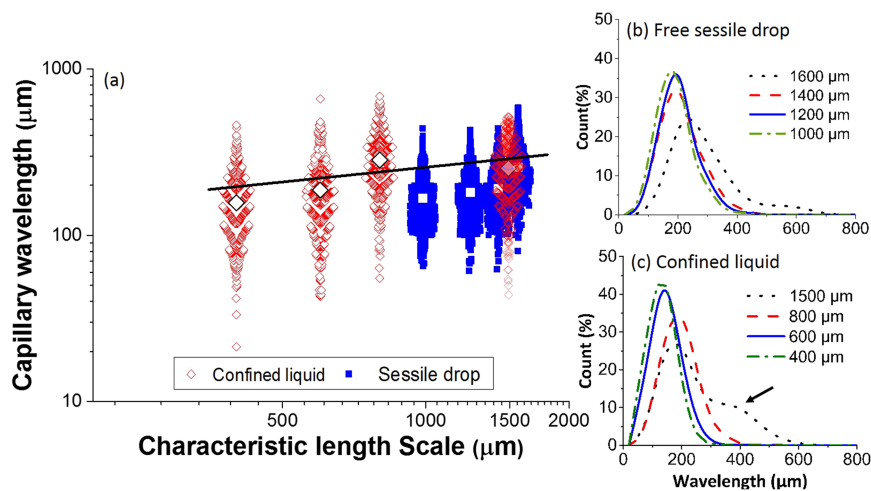 (a)
1000
100
10
Capillary wavelength (μm)
Confined liquid
Sessile drop
500
1000
1500
2000
Characteristic length Scale (μm)
(b) Free sessile drop
50
40
30
20
10
0
Count(%)
1600 μm
1400 μm
1200 μm
1000 μm
0
200
400
600
800
(c) Confined liquid
50
40
30
20
10
0
Count (%)
1500 μm
800 μm
600 μm
400 μm
0
200
400
600
800
Wavelength (μm)